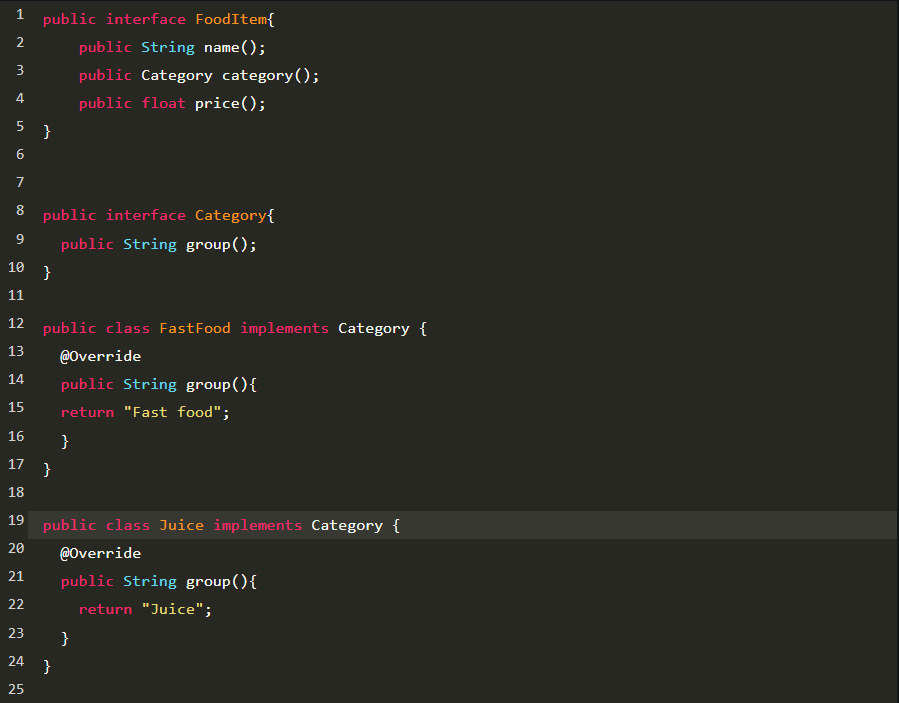 1 public interface FoodItem{
2     public String name();
3     public Category category();
4     public float price();
5 }
6
7
8 public interface Category{
9   public String group();
10 }
11
12 public class FastFood implements Category {
13   @Override
14   public String group(){
15   return "Fast food";
16   }
17 }
18
19 public class Juice implements Category {
20   @Override
21   public String group(){
22     return "Juice";
23   }
24 }
25